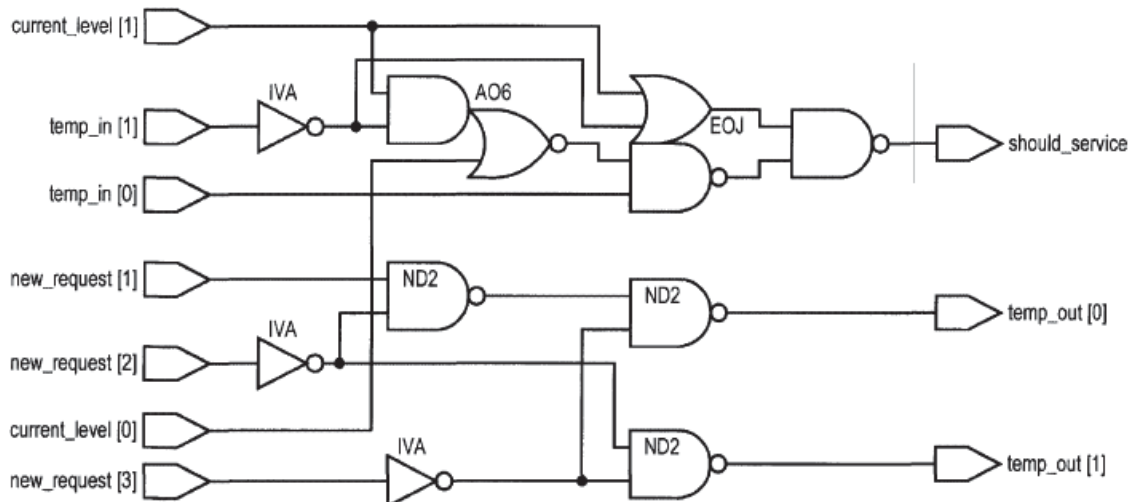 current_level [1]
IVA
AO6
temp_in [1]
EOJ
should_service
temp_in [0]
new_request [1]
ND2
ND2
temp_out [0]
IVA
new_request [2]
current_level [0]
IVA
ND2
temp_out [1]
new_request [3]